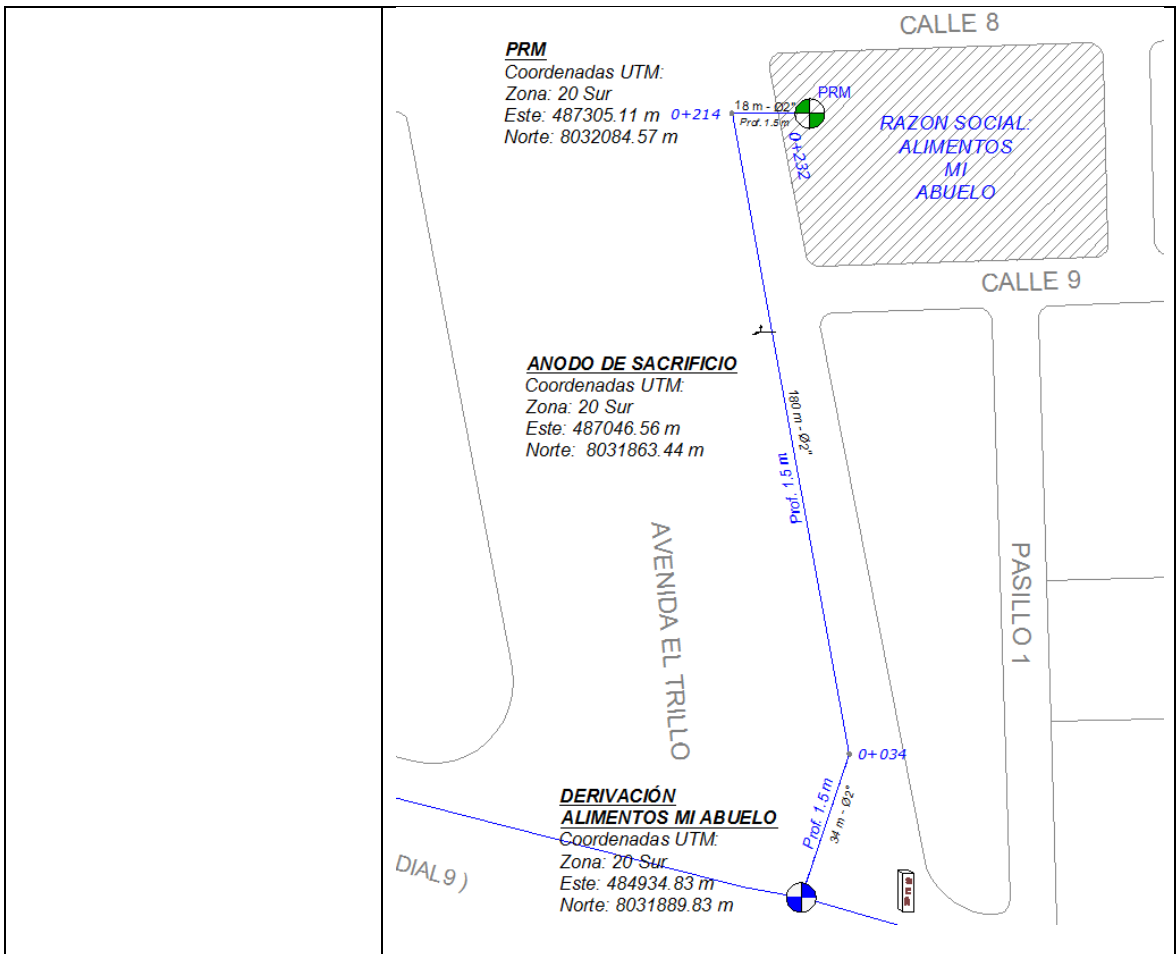 CALLE 8
PRM
Coordenadas UTM:
Zona: 20 Sur
Este: 487305.11 m
Norte: 8032084.57 m
0+214
18 m - Ø2"
Prof. 1.5 m
PRM
0+232
RAZON SOCIAL:
ALIMENTOS
MI
ABUELO
CALLE 9
ANODO DE SACRIFICIO
Coordenadas UTM:
Zona: 20 Sur
Este: 487046.56 m
Norte: 8031863.44 m
180 m - Ø2"
Prof. 1.5 m
AVENIDA EL TRILLO
PASILLO 1
0+034
Prof. 1.5 m
34 m - Ø2"
DERIVACIÓN
ALIMENTOS MI ABUELO
Coordenadas UTM:
Zona: 20 Sur
Este: 484934.83 m
Norte: 8031889.83 m
DIAL9 )